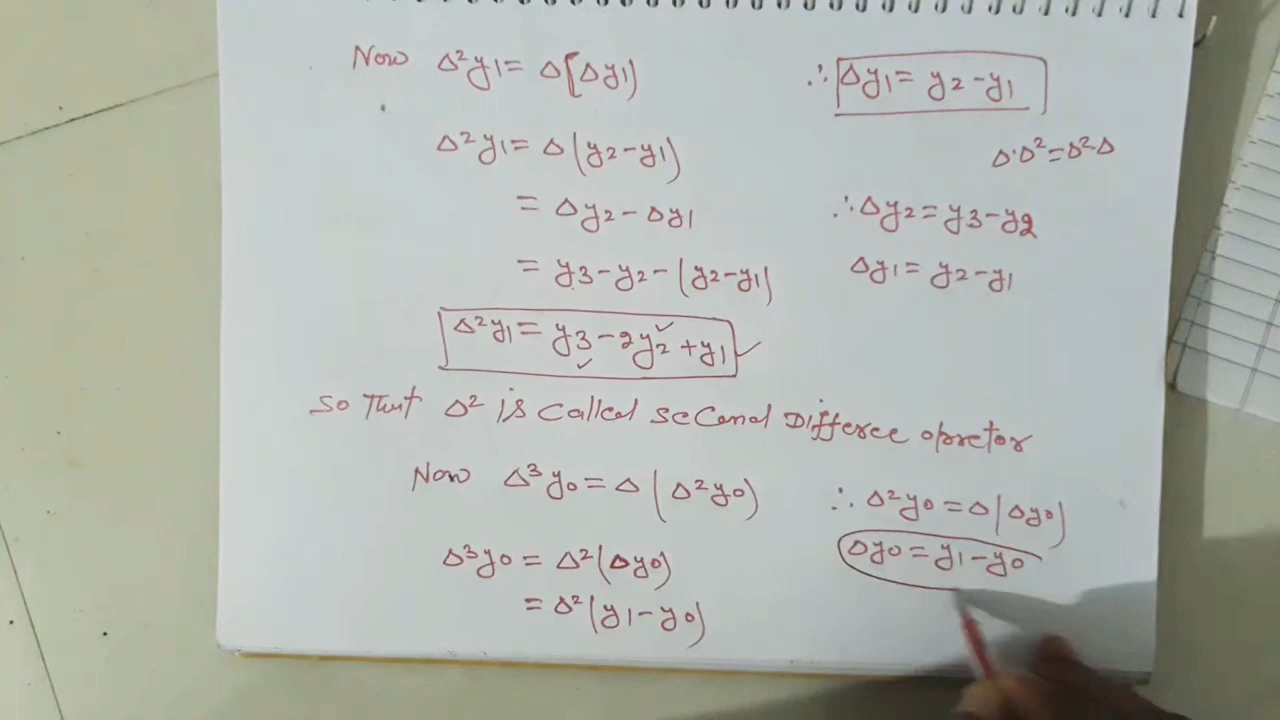 Now Δ²y1 = Δ[Δy1)
∴ Δy1 = y2 - y1
Δ²y1 = Δ(y2-y1)
Δ·Δ² = Δ²·Δ
= Δy2 - Δy1
∴ Δy2 = y3 - y2
= y3 - y2 - (y2-y1)
Δy1 = y2 - y1
Δ²y1 = y3 - 2y2 + y1
So that Δ² is called second Differee opretor
Now Δ³y0 = Δ(Δ²y0)
∴ Δ²y0 = Δ(Δy0)
Δy0 = y1 - y0
Δ³y0 = Δ²(Δy0)
= Δ²(y1 - y0)